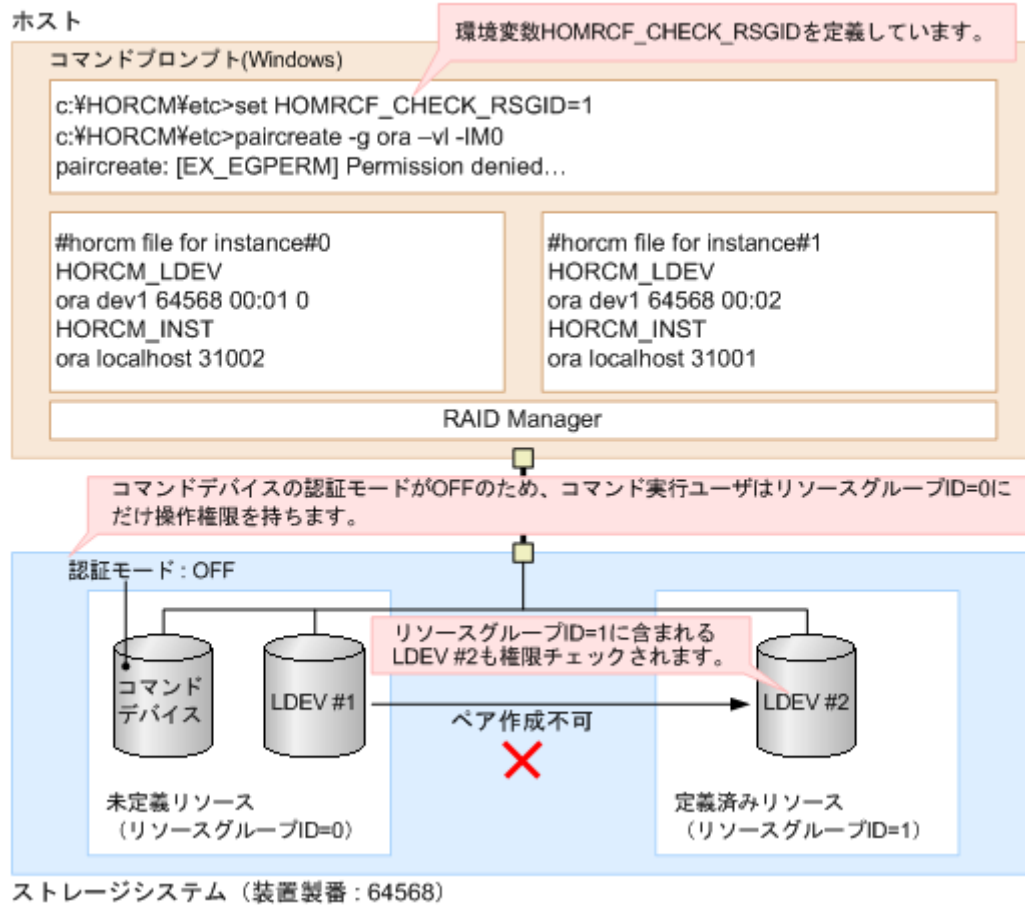 ホスト
環境変数HOMRCF_CHECK_RSGIDを定義しています。
コマンドプロンプト(Windows)
c:¥HORCM¥etc>set HOMRCF_CHECK_RSGID=1
c:¥HORCM¥etc>paircreate -g ora –vl -IM0
paircreate: [EX_EGPERM] Permission denied…
#horcm file for instance#0
HORCM_LDEV
ora dev1 64568 00:01 0
HORCM_INST
ora localhost 31002
#horcm file for instance#1
HORCM_LDEV
ora dev1 64568 00:02
HORCM_INST
ora localhost 31001
RAID Manager
コマンドデバイスの認証モードがOFFのため、コマンド実行ユーザはリソースグループID=0に
だけ操作権限を持ちます。
認証モード : OFF
リソースグループID=1に含まれる
LDEV #2も権限チェックされます。
コマンド
デバイス
LDEV #1
LDEV #2
ペア作成不可
未定義リソース
（リソースグループID=0）
定義済みリソース
（リソースグループID=1）
ストレージシステム（装置製番 : 64568）